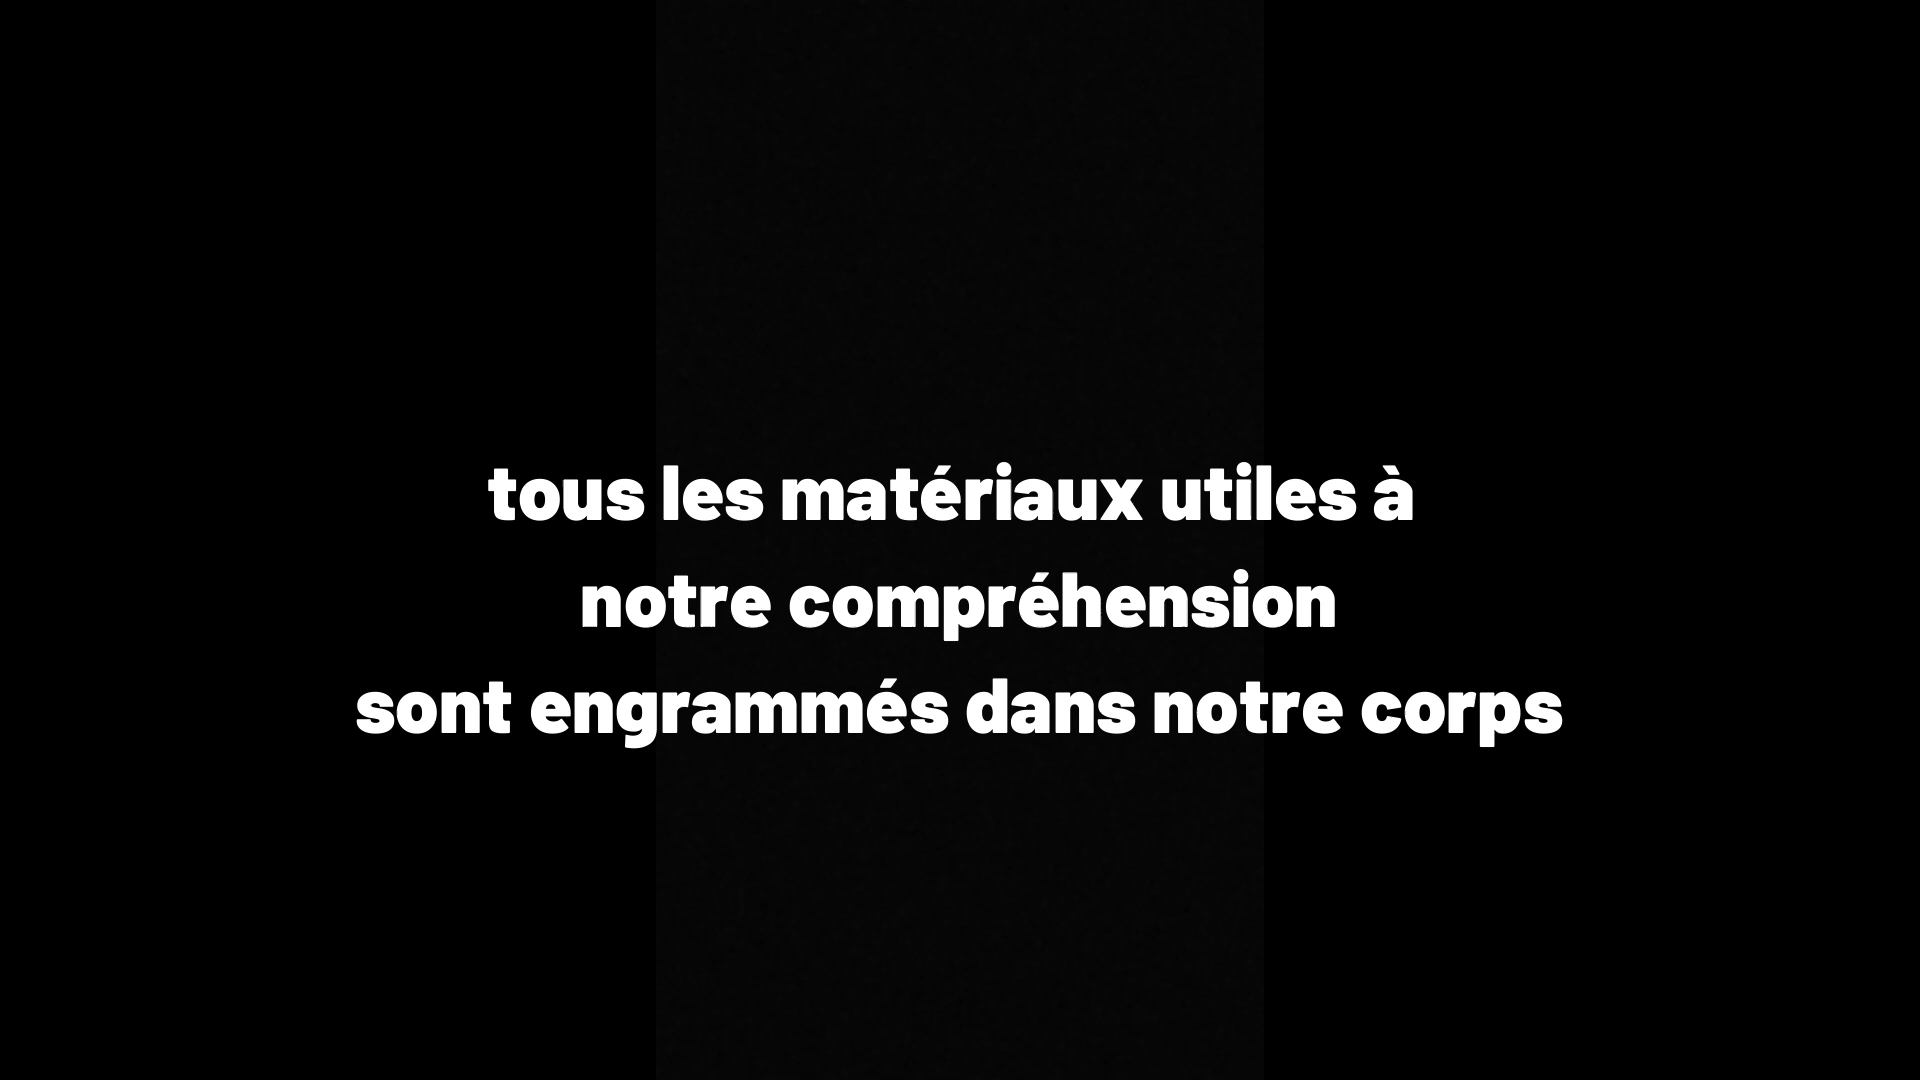 tous les matériaux utiles à
notre compréhension
sont engrammés dans notre corps